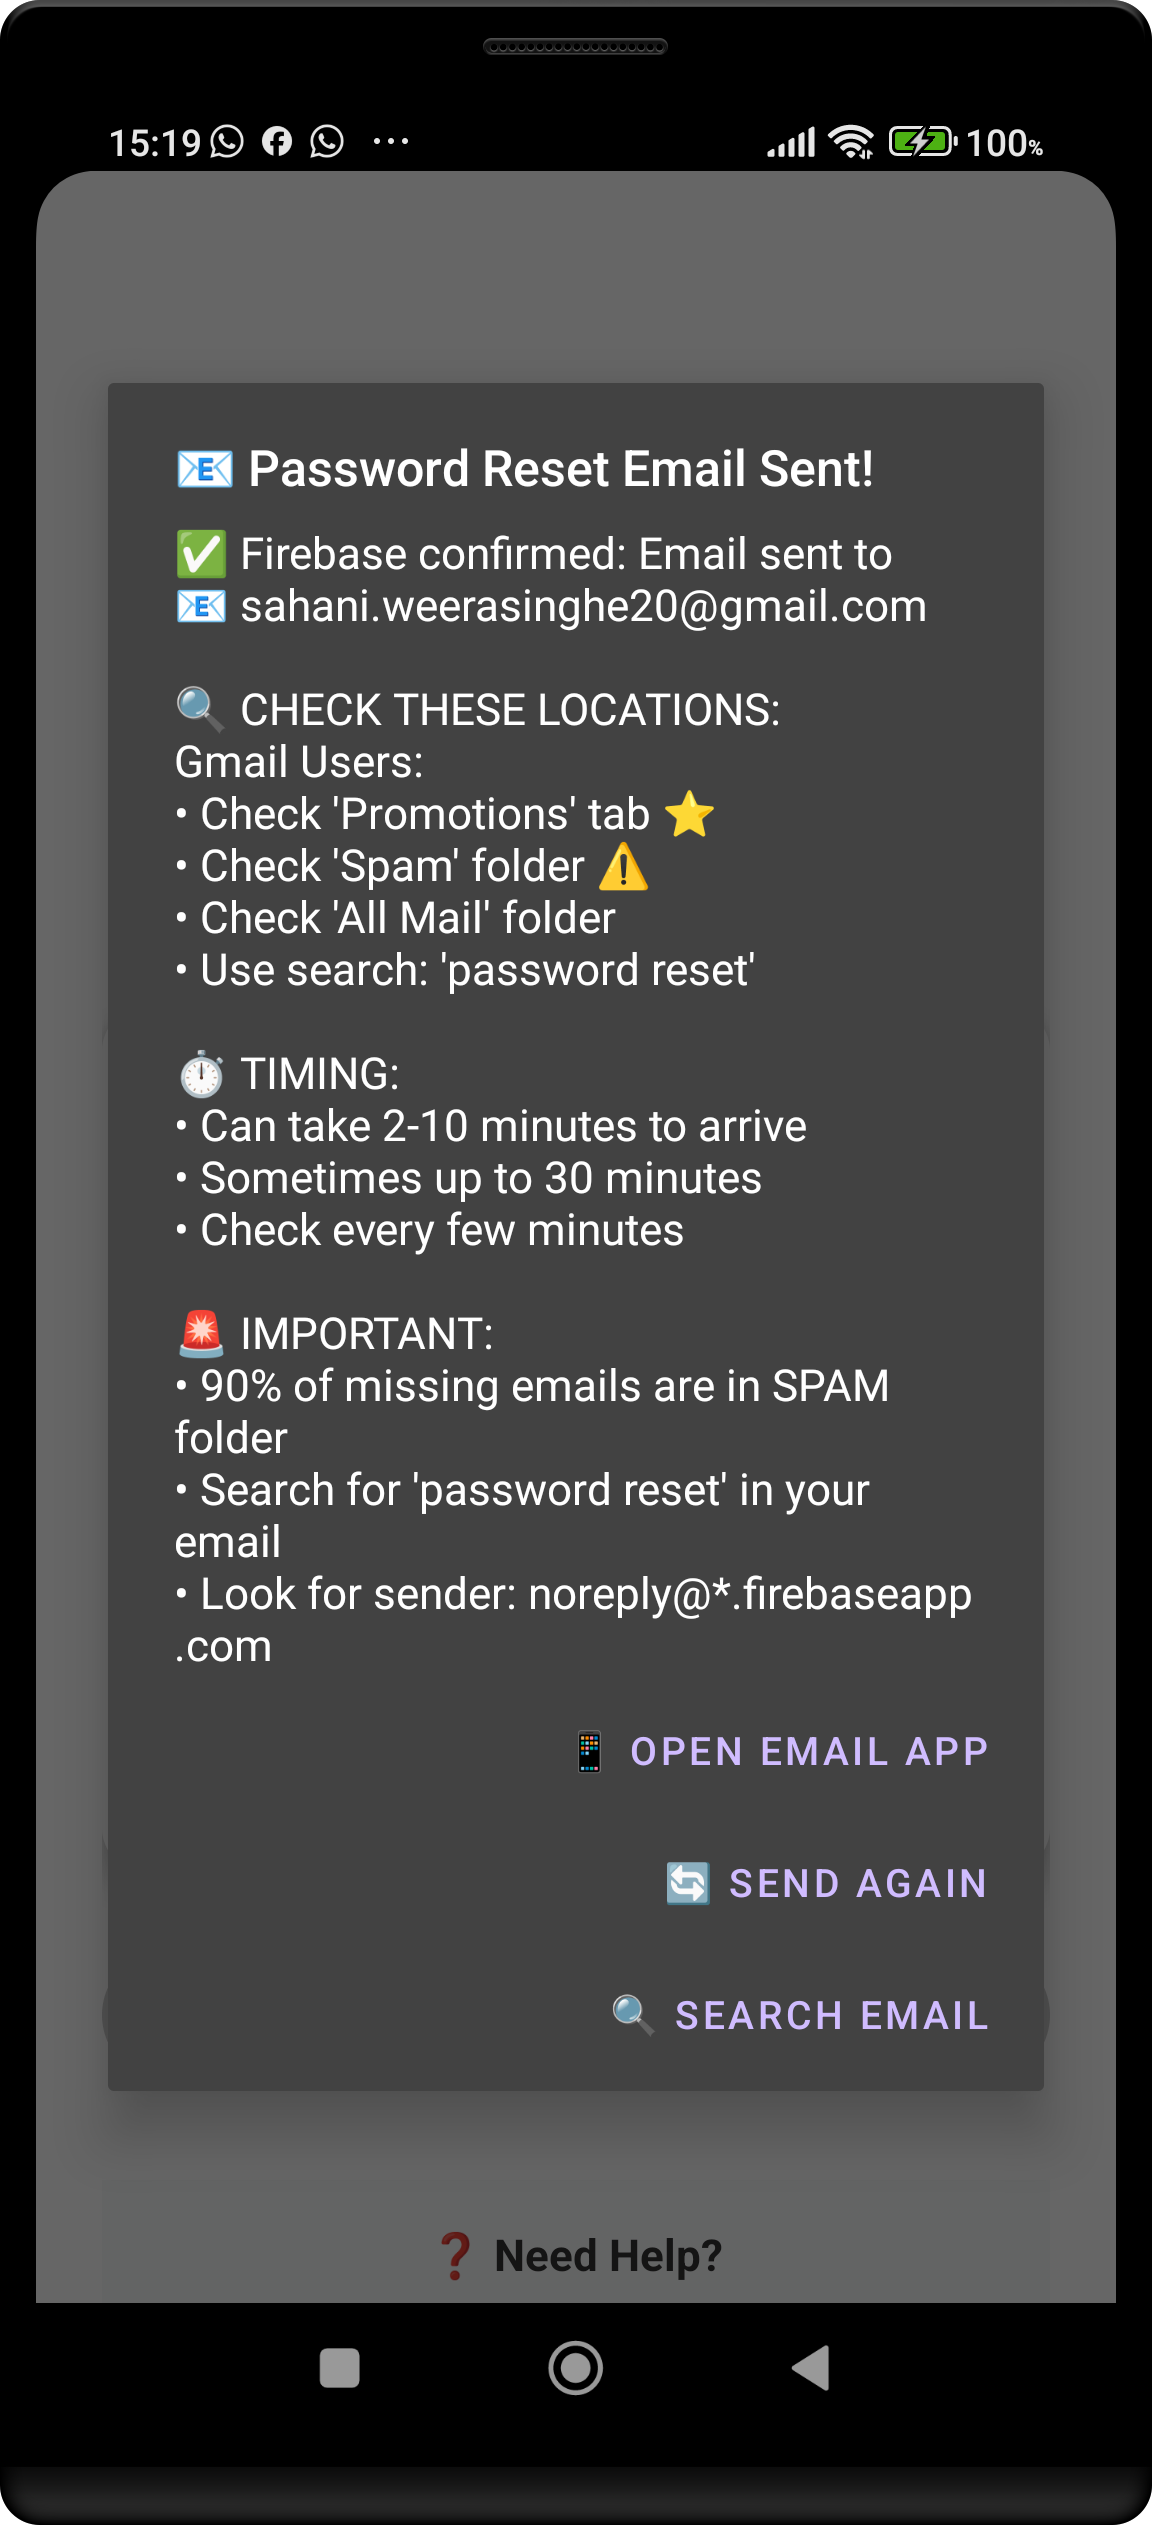 15:19 100%
📧 Password Reset Email Sent!
✅ Firebase confirmed: Email sent to
📧 sahani.weerasinghe20@gmail.com
🔍 CHECK THESE LOCATIONS:
Gmail Users:
• Check 'Promotions' tab ⭐
• Check 'Spam' folder ⚠️
• Check 'All Mail' folder
• Use search: 'password reset'
⏱️ TIMING:
• Can take 2-10 minutes to arrive
• Sometimes up to 30 minutes
• Check every few minutes
🚨 IMPORTANT:
• 90% of missing emails are in SPAM
folder
• Search for 'password reset' in your
email
• Look for sender: noreply@*.firebaseapp
.com
📱 OPEN EMAIL APP
🔄 SEND AGAIN
🔍 SEARCH EMAIL
❓ Need Help?